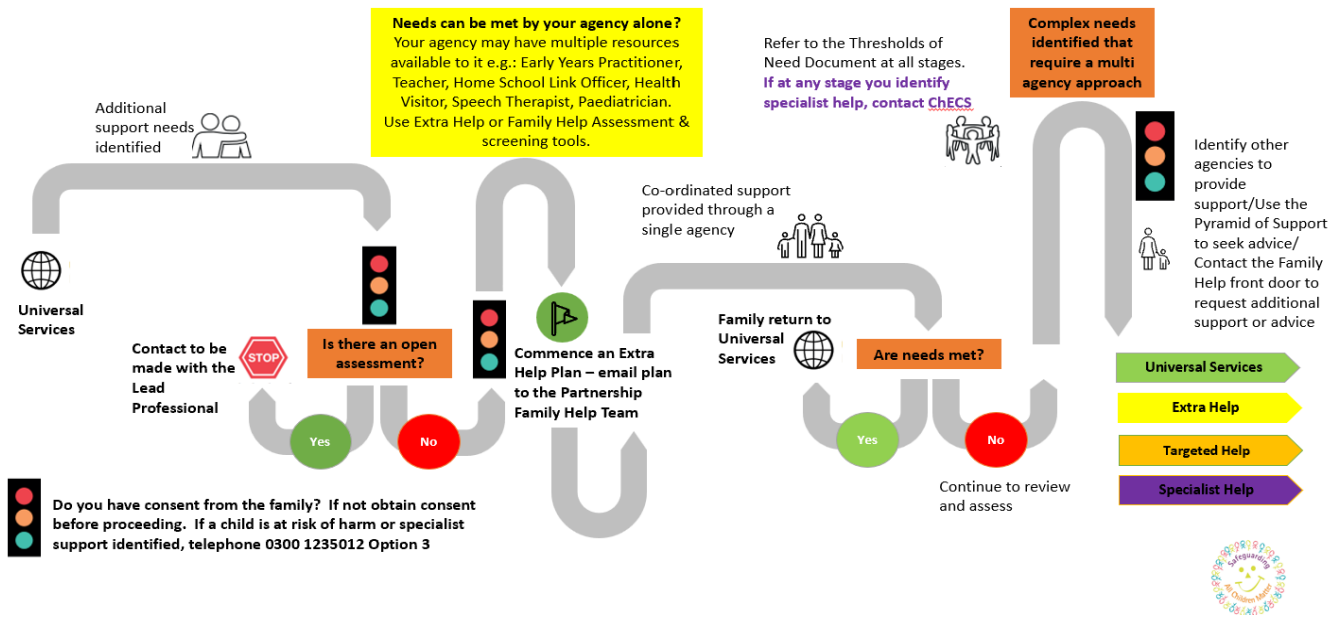 Additional
support needs
identified
Universal
Services
Needs can be met by your agency alone?
Your agency may have multiple resources
available to it e.g.: Early Years Practitioner,
Teacher, Home School Link Officer, Health
Visitor, Speech Therapist, Paediatrician.
Use Extra Help or Family Help Assessment &
screening tools.
Is there an open
assessment?
Contact to be
made with the
Lead
Professional
STOP
Yes
No
Commence an Extra
Help Plan – email plan
to the Partnership
Family Help Team
Co-ordinated support
provided through a
single agency
Refer to the Thresholds of
Need Document at all stages.
If at any stage you identify
specialist help, contact ChECS
Family return to
Universal
Services
Are needs met?
Yes
No
Continue to review
and assess
Complex needs
identified that
require a multi
agency approach
Identify other
agencies to
provide
support/Use the
Pyramid of Support
to seek advice/
Contact the Family
Help front door to
request additional
support or advice
Universal Services
Extra Help
Targeted Help
Specialist Help
Do you have consent from the family?  If not obtain consent
before proceeding.  If a child is at risk of harm or specialist
support identified, telephone 0300 1235012 Option 3
Safeguarding
All Children Matter